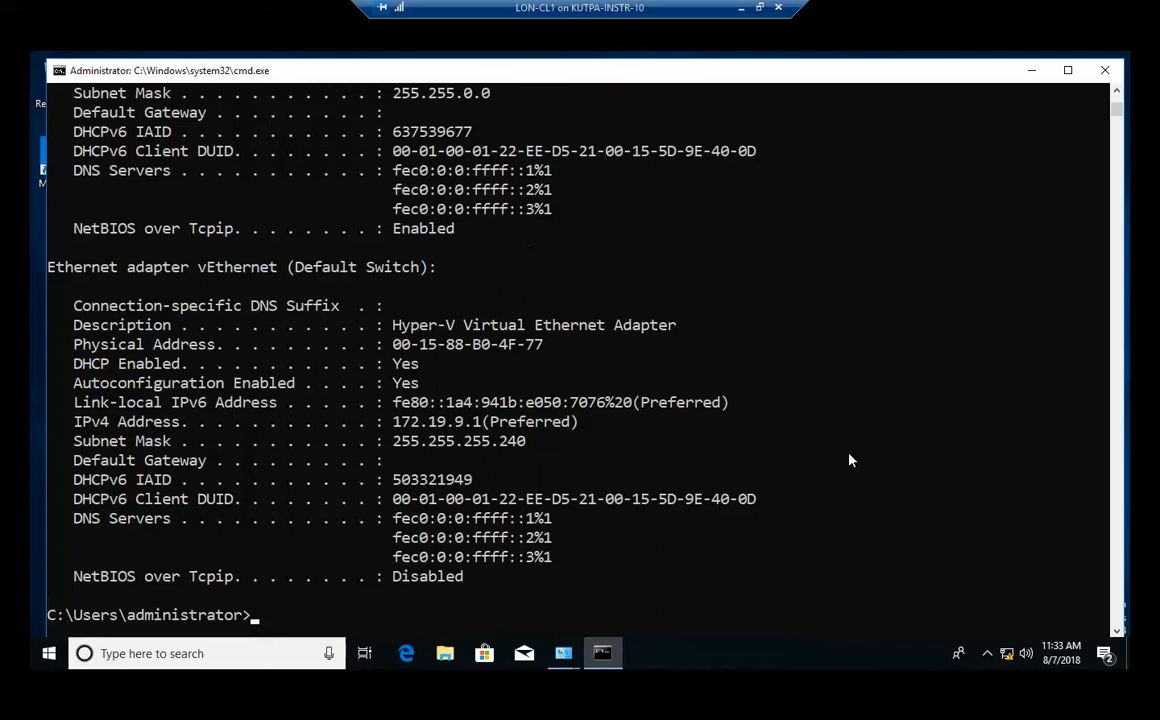 LON-CL1 on KUTPA-INSTR-10
Administrator: C:\Windows\system32\cmd.exe
Subnet Mask . . . . . . . . . . . : 255.255.0.0
Default Gateway . . . . . . . . . :
DHCPv6 IAID . . . . . . . . . . . : 637539677
DHCPv6 Client DUID. . . . . . . . : 00-01-00-01-22-EE-D5-21-00-15-5D-9E-40-0D
DNS Servers . . . . . . . . . . . : fec0:0:0:ffff::1%1
fec0:0:0:ffff::2%1
fec0:0:0:ffff::3%1
NetBIOS over Tcpip. . . . . . . . : Enabled
Ethernet adapter vEthernet (Default Switch):
Connection-specific DNS Suffix  . :
Description . . . . . . . . . . . : Hyper-V Virtual Ethernet Adapter
Physical Address. . . . . . . . . : 00-15-88-B0-4F-77
DHCP Enabled. . . . . . . . . . . : Yes
Autoconfiguration Enabled . . . . : Yes
Link-local IPv6 Address . . . . . : fe80::1a4:941b:e050:7076%20(Preferred)
IPv4 Address. . . . . . . . . . . : 172.19.9.1(Preferred)
Subnet Mask . . . . . . . . . . . : 255.255.255.240
Default Gateway . . . . . . . . . :
DHCPv6 IAID . . . . . . . . . . . : 503321949
DHCPv6 Client DUID. . . . . . . . : 00-01-00-01-22-EE-D5-21-00-15-5D-9E-40-0D
DNS Servers . . . . . . . . . . . : fec0:0:0:ffff::1%1
fec0:0:0:ffff::2%1
fec0:0:0:ffff::3%1
NetBIOS over Tcpip. . . . . . . . : Disabled
C:\Users\administrator>_
Type here to search
11:33 AM
8/7/2018
2